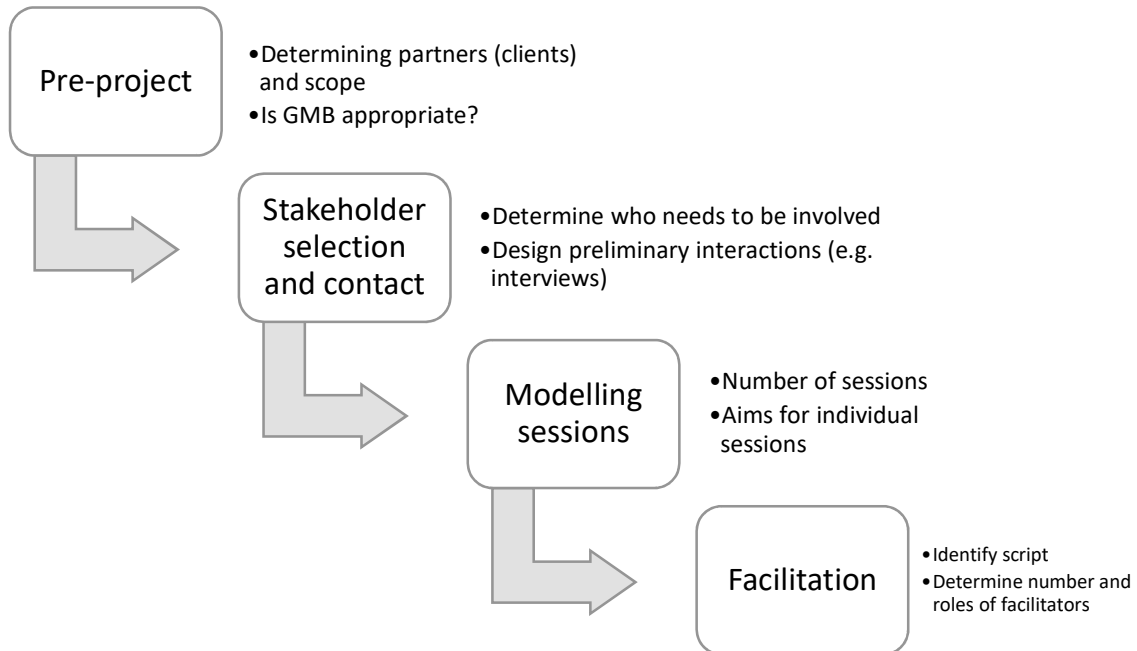 Pre-project
•Determining partners (clients)
and scope
•Is GMB appropriate?
Stakeholder
selection
and contact
•Determine who needs to be involved
•Design preliminary interactions (e.g.
interviews)
Modelling
sessions
•Number of sessions
•Aims for individual
sessions
Facilitation
•Identify script
•Determine number and
roles of facilitators